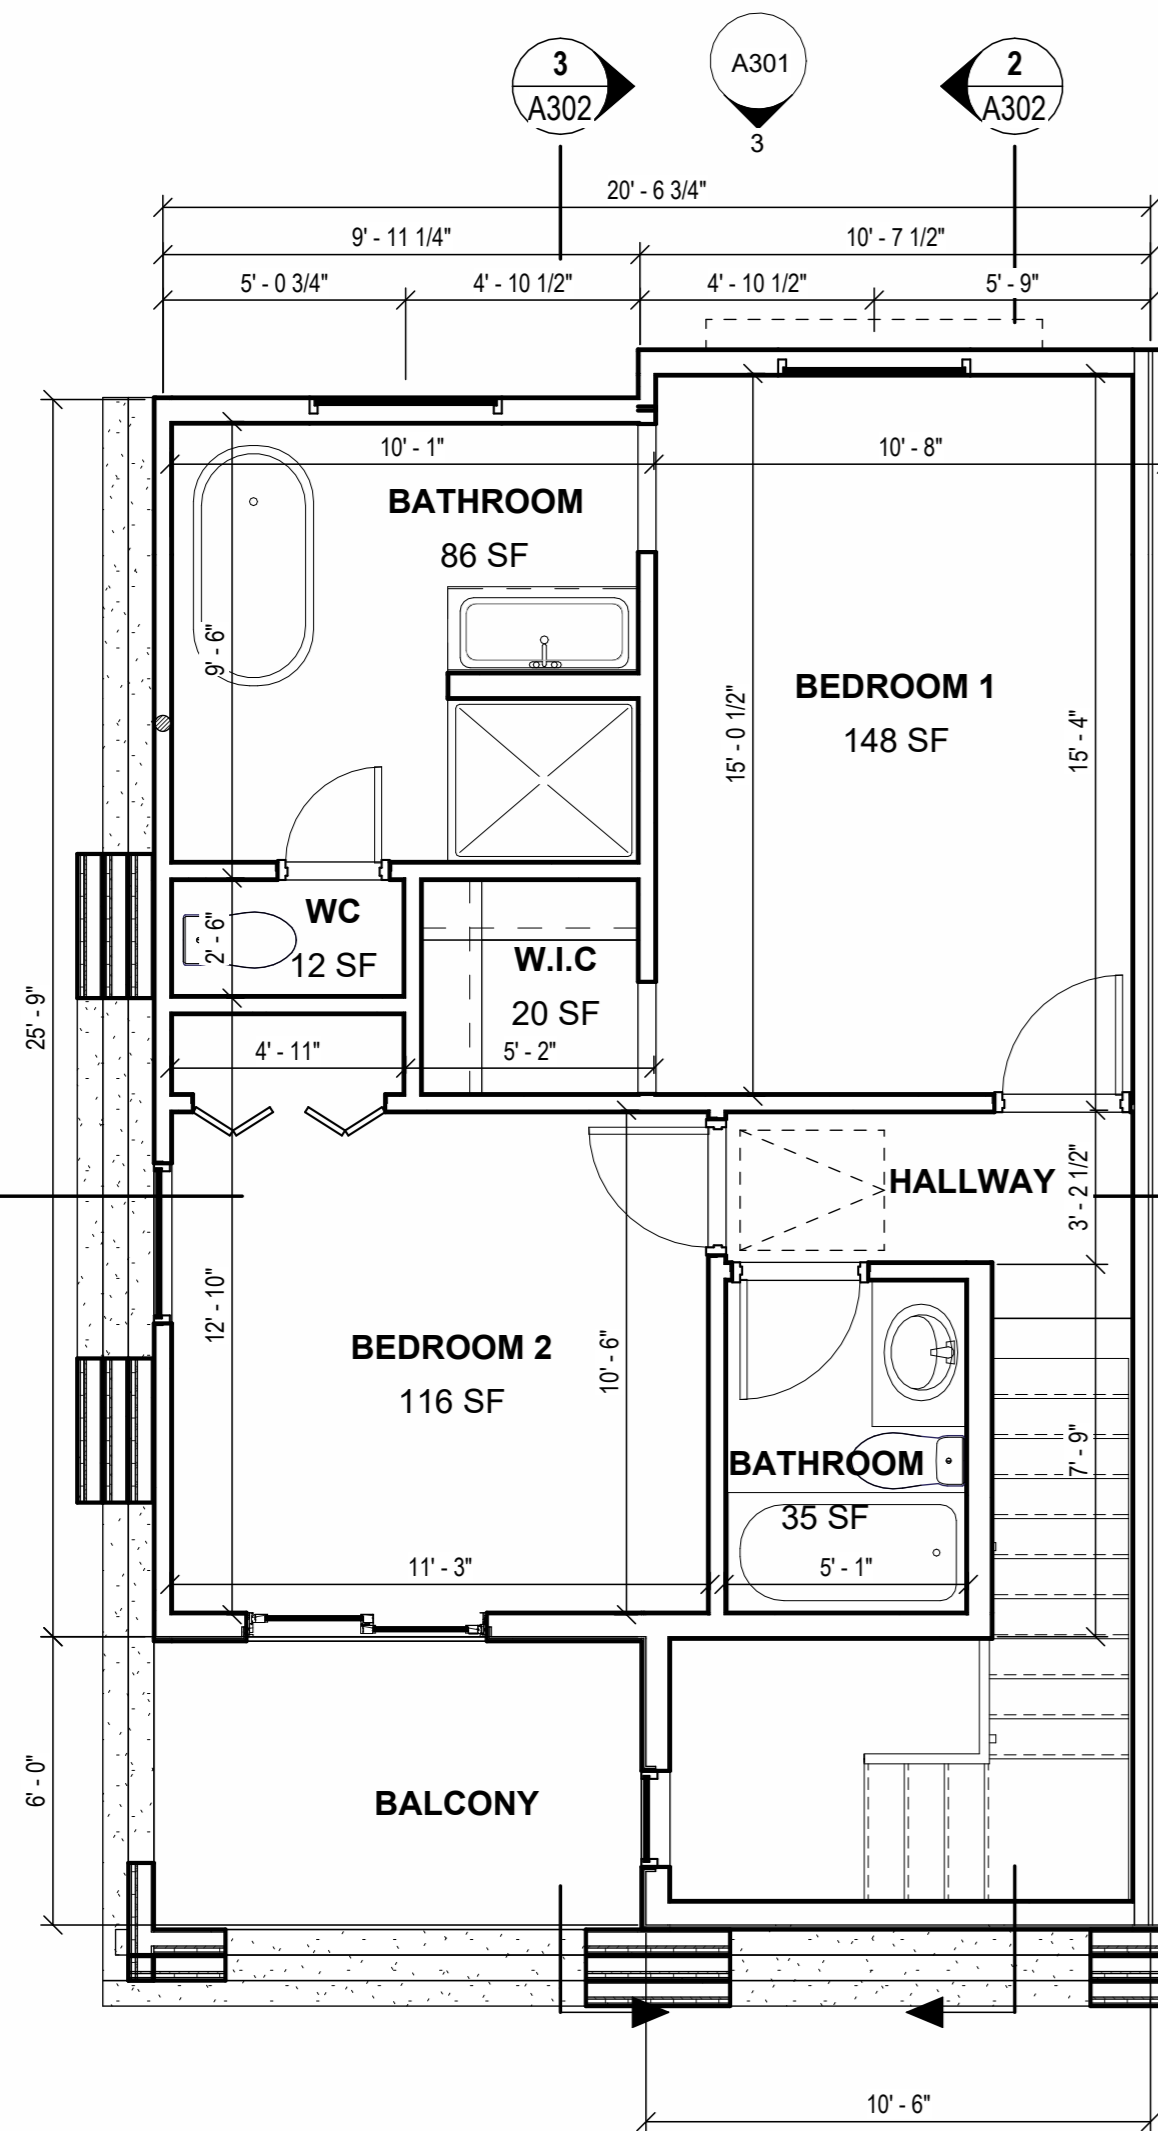 3
A302
A301
3
2
A302
20' - 6 3/4"
9' - 11 1/4"
10' - 7 1/2"
5' - 0 3/4"
4' - 10 1/2"
4' - 10 1/2"
5' - 9"
10' - 1"
10' - 8"
BATHROOM
86 SF
9' - 6"
BEDROOM 1
148 SF
15' - 0 1/2"
15' - 4"
WC
12 SF
2' - 6"
W.I.C
20 SF
25' - 9"
4' - 11"
5' - 2"
HALLWAY
3' - 2 1/2"
12' - 10"
BEDROOM 2
116 SF
10' - 6"
BATHROOM
35 SF
7' - 9"
11' - 3"
5' - 1"
6' - 0"
BALCONY
10' - 6"